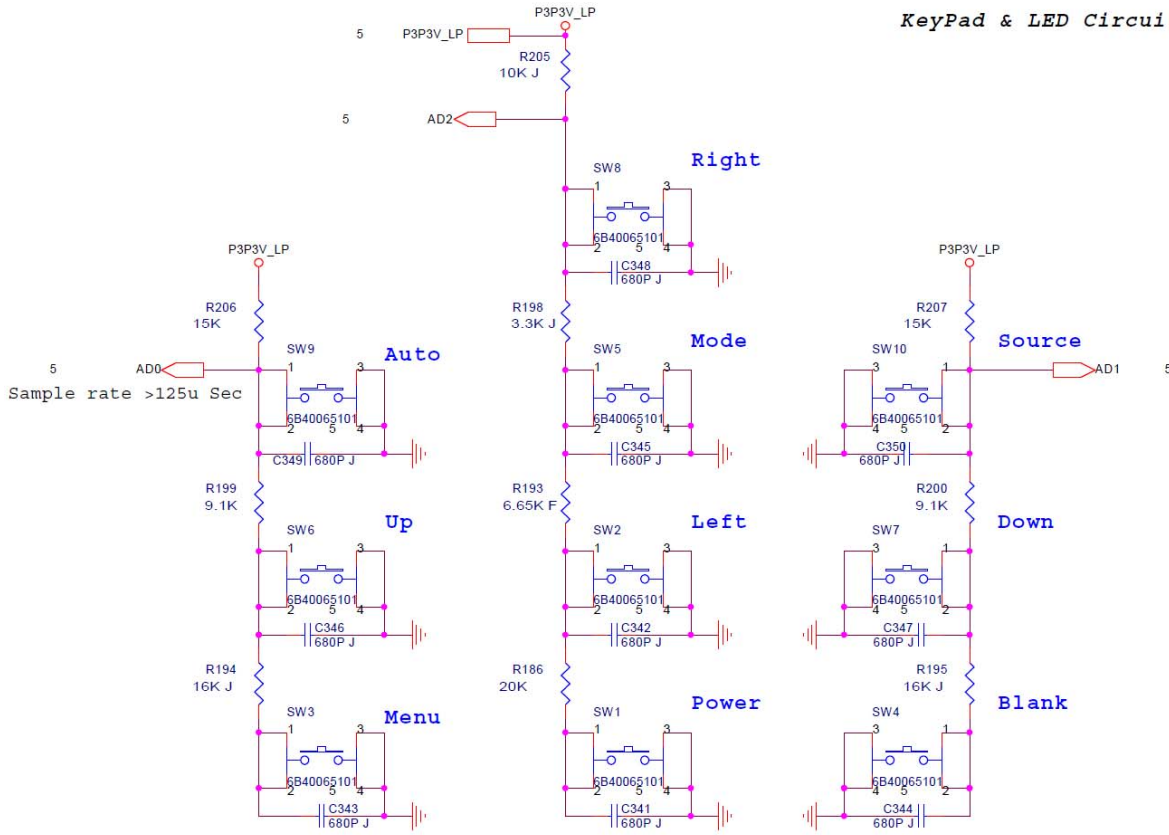 P3P3V_LP
KeyPad & LED Circui
5 P3P3V_LP
R205
10K J
5 AD2
SW8 Right
1 3
6B40065101
2 5 4
C348
680P J
P3P3V_LP P3P3V_LP
R206 R198 R207
15K 3.3K J 15K
SW9 Auto SW5 Mode SW10 Source
1 3 1 3 3 1
5 AD0 AD1 5
Sample rate >125u Sec
6B40065101 6B40065101 6B40065101
2 5 4 2 5 4 4 5 2
C349 680P J C345 680P J C350 680P J
R199 R193 R200
9.1K 6.65K F 9.1K
SW6 Up SW2 Left SW7 Down
1 3 1 3 3 1
6B40065101 6B40065101 6B40065101
2 5 4 2 5 4 4 5 2
C346 C342 C347
680P J 680P J 680P J
R194 R186 R195
16K J 20K 16K J
SW3 Menu SW1 Power SW4 Blank
1 3 1 3 3 1
6B40065101 6B40065101 6B40065101
2 5 4 2 5 4 4 5 2
C343 C341 C344
680P J 680P J 680P J